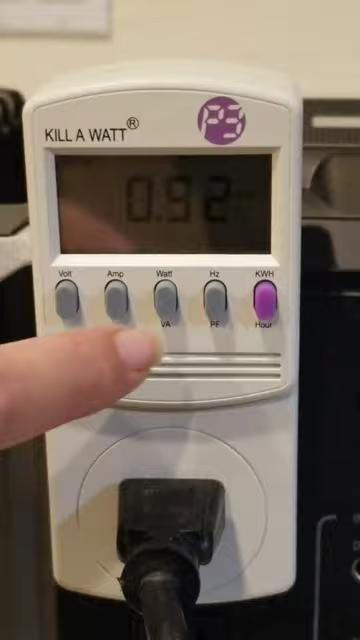 KILL A WATT®
P3
0.92
Volt Amp Watt Hz KWH
VA PF Hour